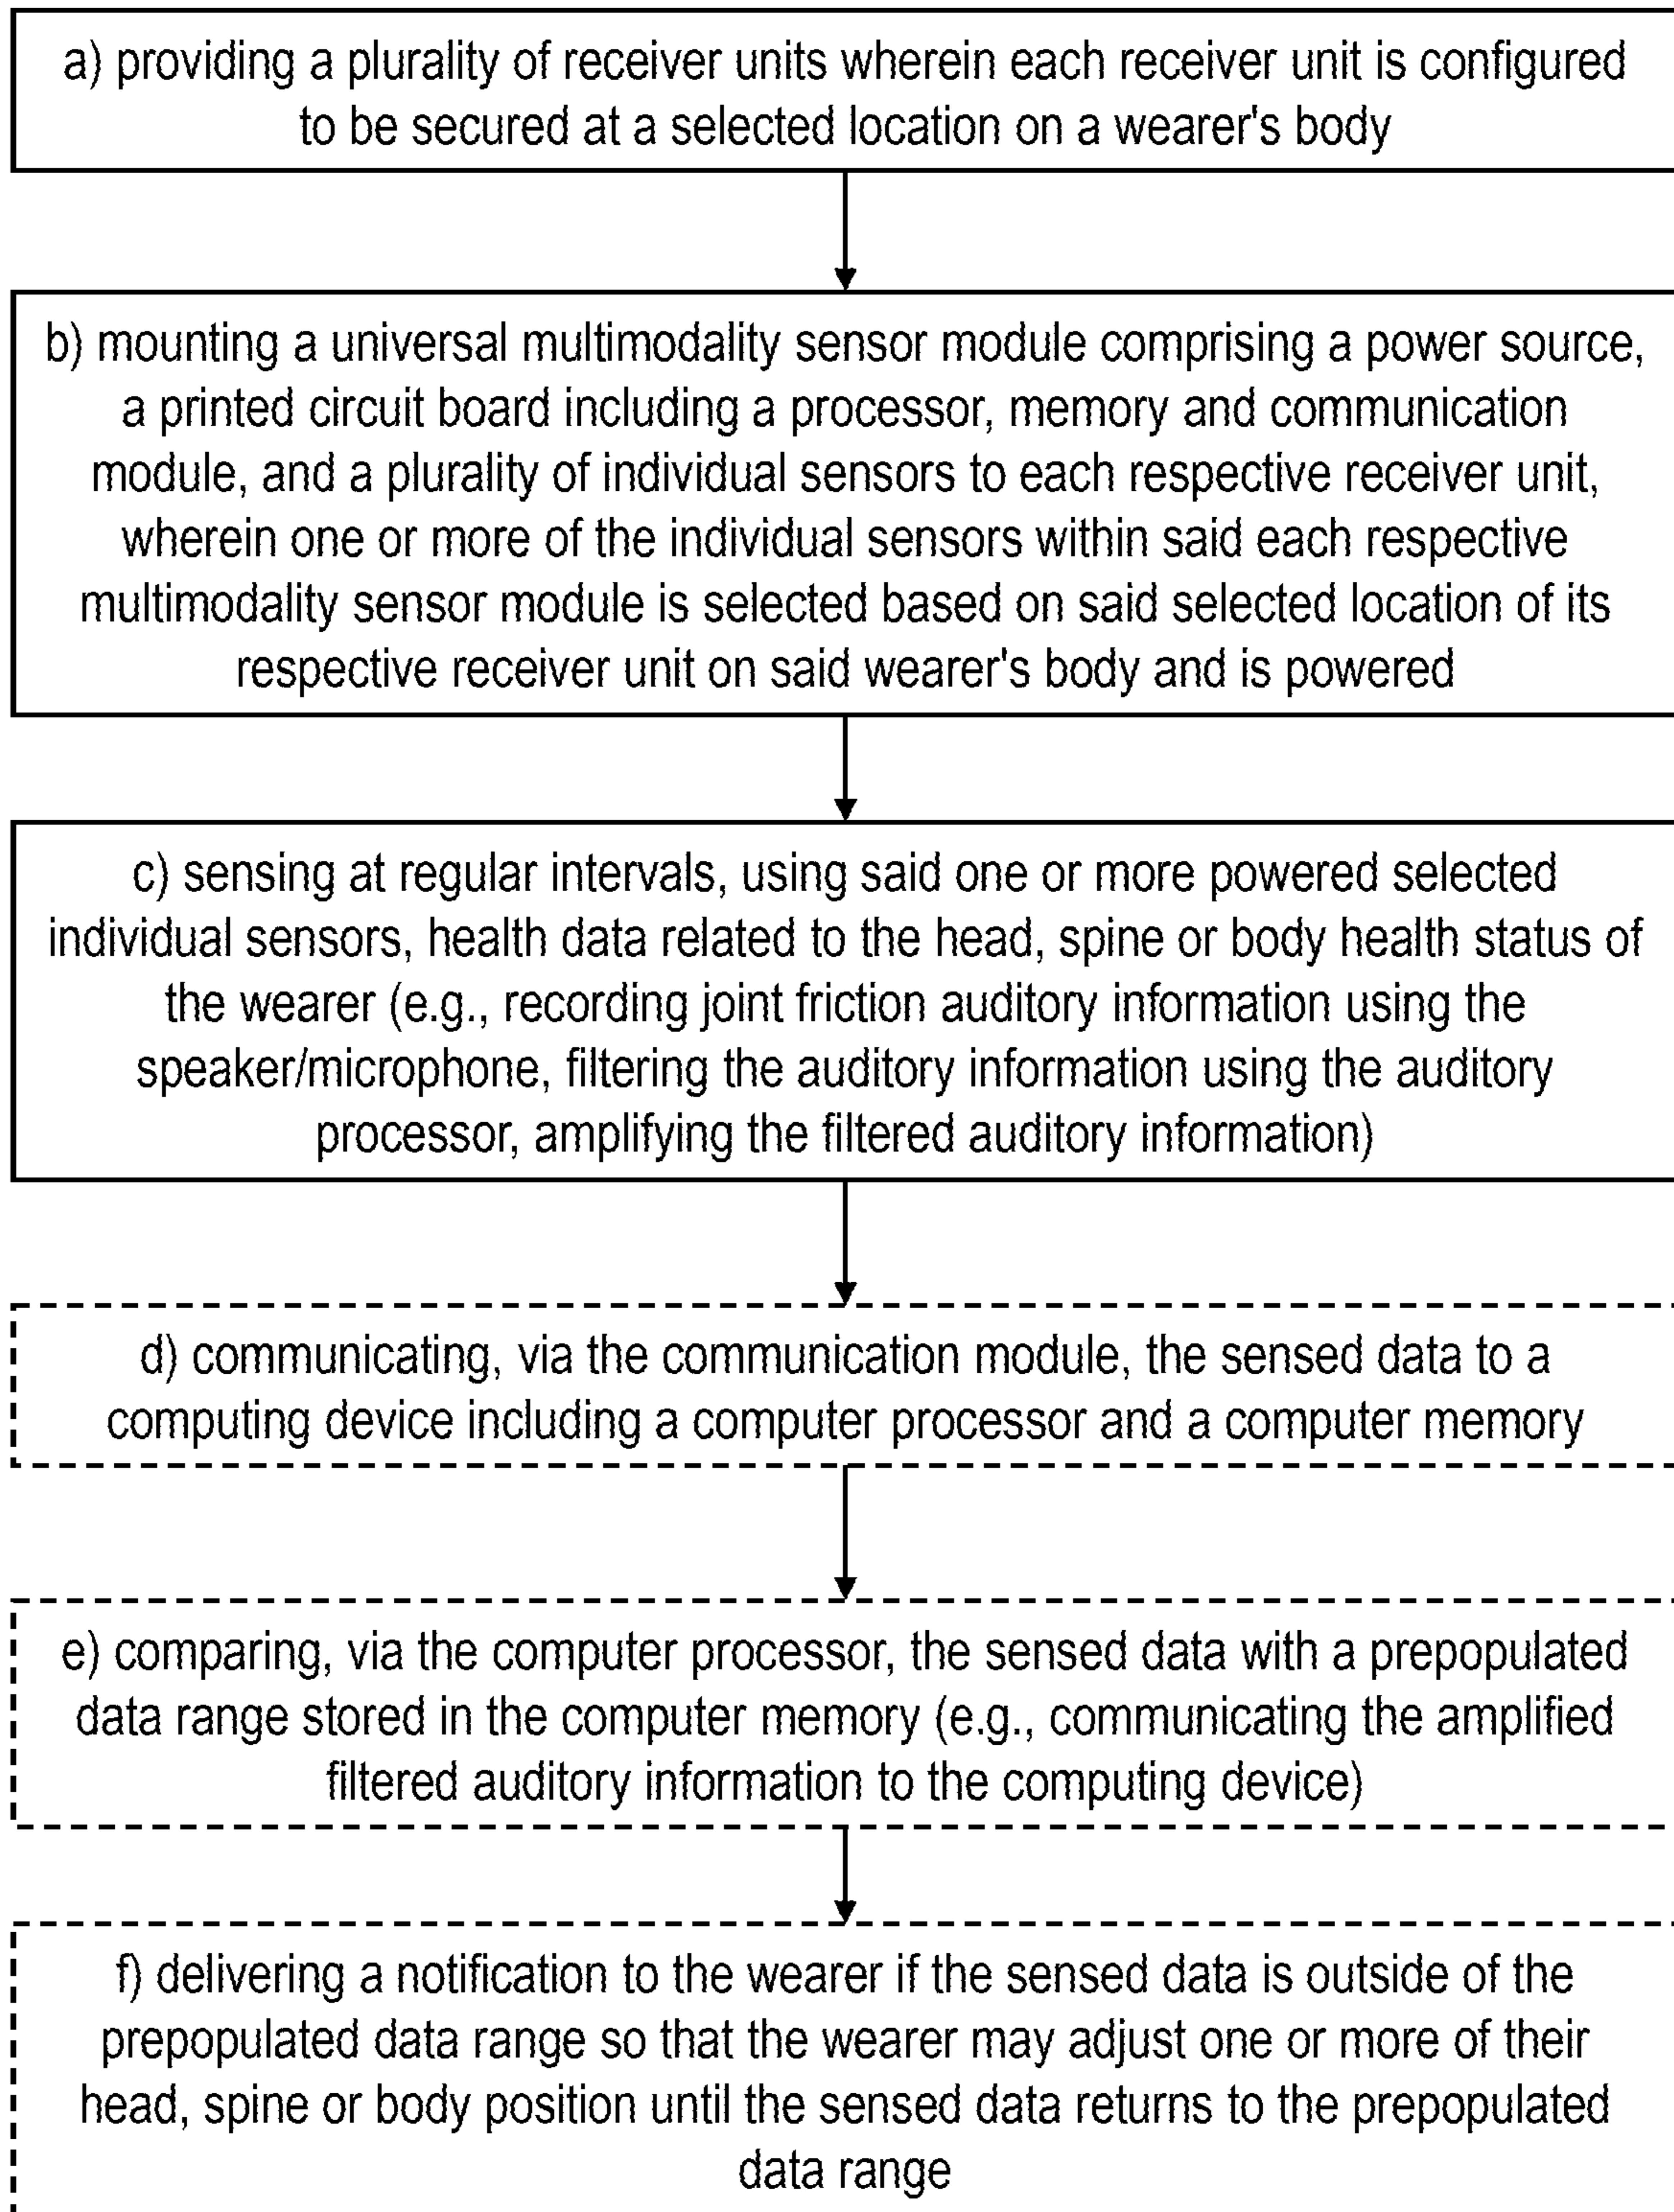 a) providing a plurality of receiver units wherein each receiver unit is configured
to be secured at a selected location on a wearer's body
b) mounting a universal multimodality sensor module comprising a power source,
a printed circuit board including a processor, memory and communication
module, and a plurality of individual sensors to each respective receiver unit,
wherein one or more of the individual sensors within said each respective
multimodality sensor module is selected based on said selected location of its
respective receiver unit on said wearer's body and is powered
c) sensing at regular intervals, using said one or more powered selected
individual sensors, health data related to the head, spine or body health status of
the wearer (e.g., recording joint friction auditory information using the
speaker/microphone, filtering the auditory information using the auditory
processor, amplifying the filtered auditory information)
d) communicating, via the communication module, the sensed data to a
computing device including a computer processor and a computer memory
e) comparing, via the computer processor, the sensed data with a prepopulated
data range stored in the computer memory (e.g., communicating the amplified
filtered auditory information to the computing device)
f) delivering a notification to the wearer if the sensed data is outside of the
prepopulated data range so that the wearer may adjust one or more of their
head, spine or body position until the sensed data returns to the prepopulated
data range